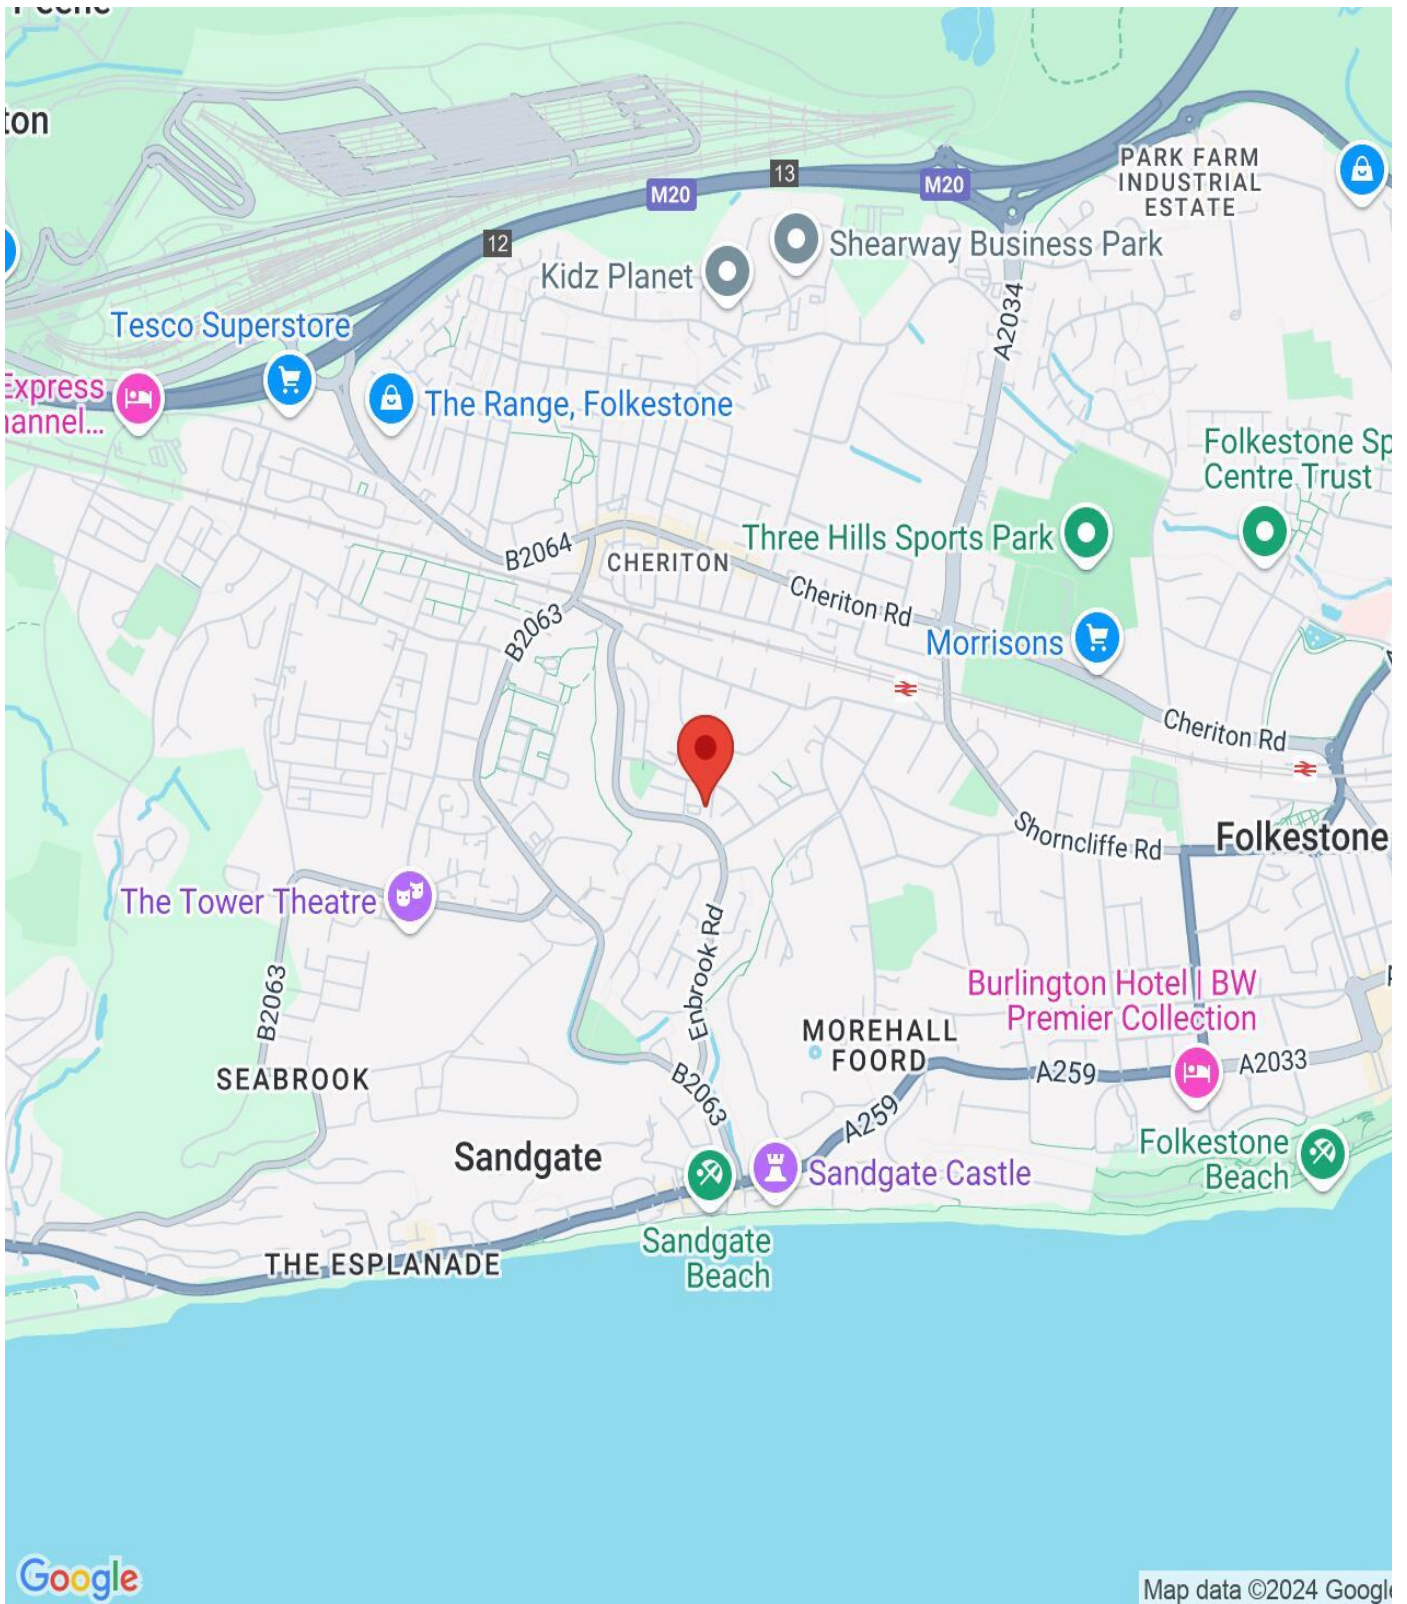 ton
M20
13
M20
PARK FARM
INDUSTRIAL
ESTATE
12
Shearway Business Park
Kidz Planet
A2034
Tesco Superstore
Express
hannel...
The Range, Folkestone
Folkestone Sp
Centre Trust
B2064
CHERITON
Three Hills Sports Park
Cheriton Rd
B2063
Morrisons
Cheriton Rd
Shorncliffe Rd
Folkestone
The Tower Theatre
Enbrook Rd
B2063
Burlington Hotel | BW
Premier Collection
MOREHALL
FOORD
SEABROOK
A259
A2033
B2063
A259
Sandgate
Folkestone
Beach
Sandgate Castle
Sandgate
Beach
THE ESPLANADE
Google
Map data ©2024 Google